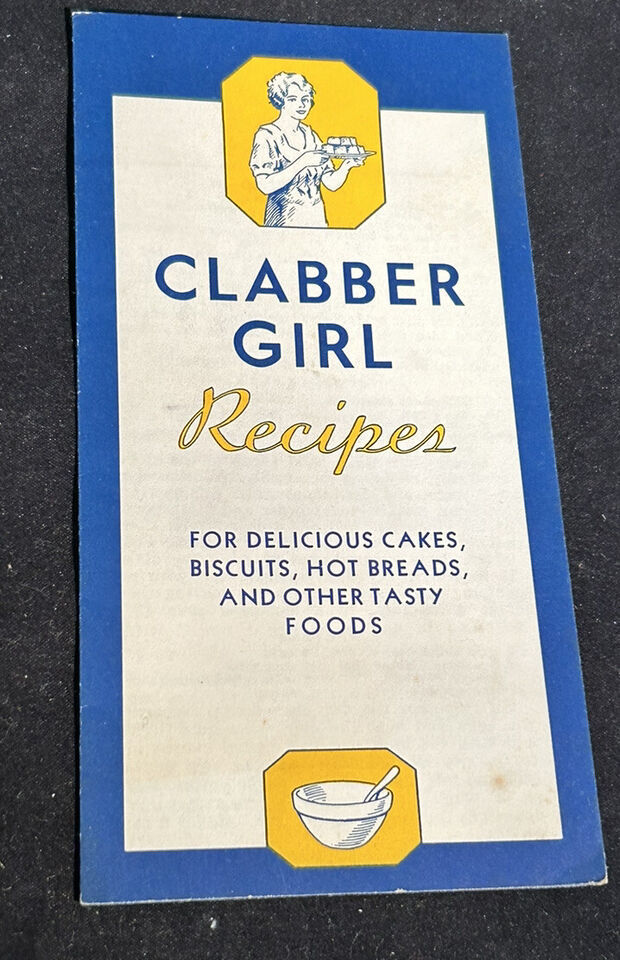 CLABBER
GIRL
Recipes
FOR DELICIOUS CAKES,
BISCUITS, HOT BREADS,
AND OTHER TASTY
FOODS